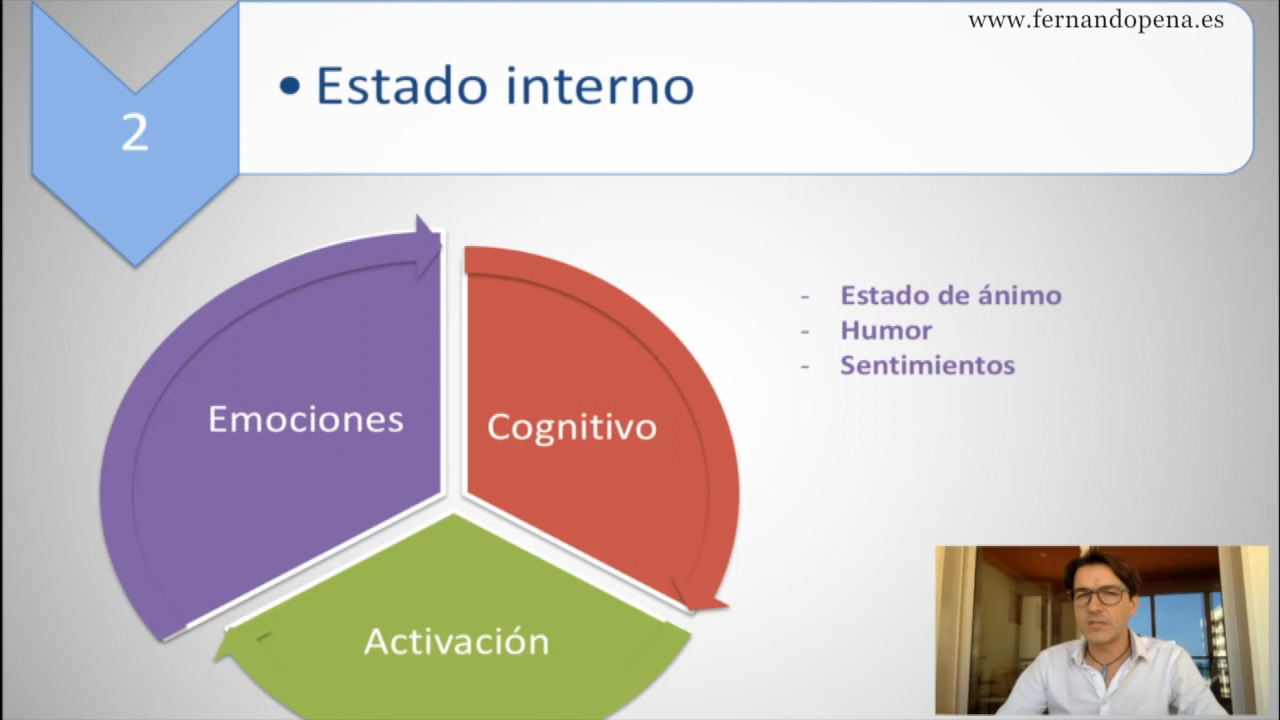 www.fernandopena.es
2
• Estado interno
Emociones
Cognitivo
Activación
- Estado de ánimo
- Humor
- Sentimientos